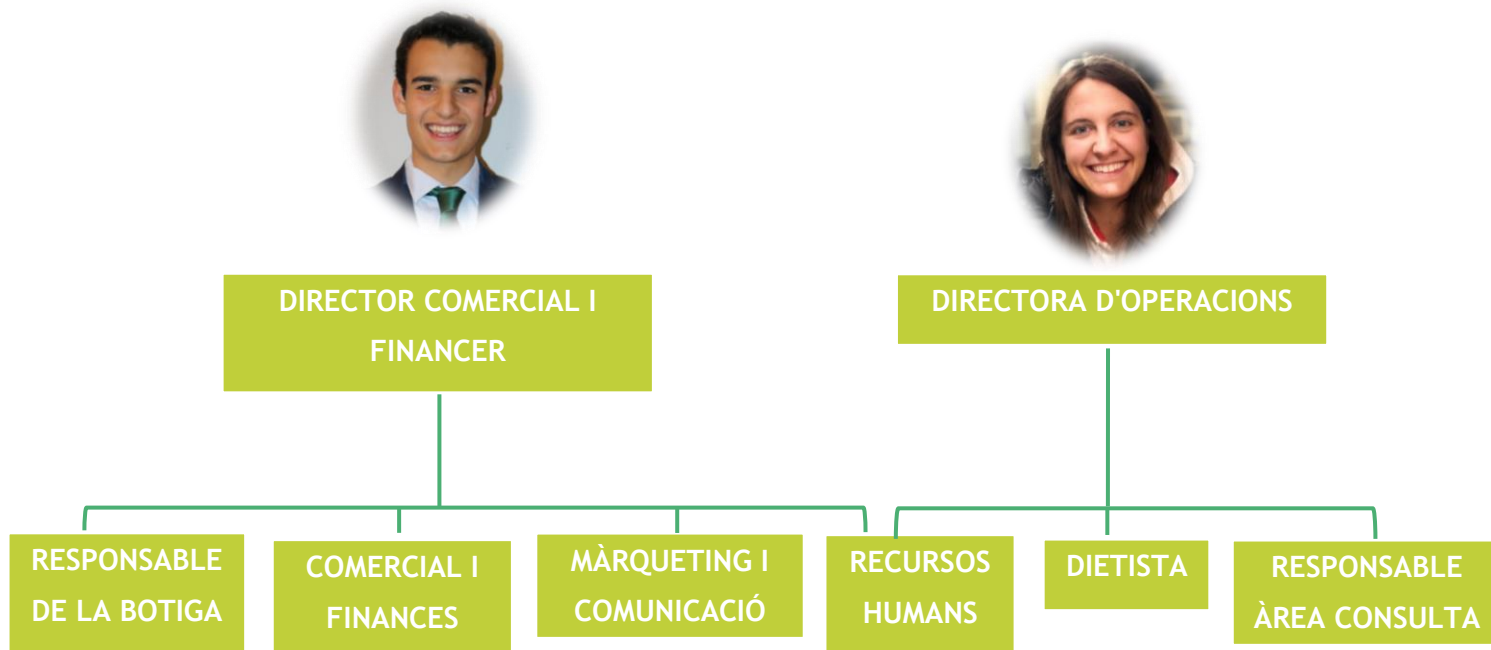 DIRECTOR COMERCIAL I
FINANCER
DIRECTORA D'OPERACIONS
RESPONSABLE
DE LA BOTIGA
COMERCIAL I
FINANCES
MÀRQUETING I
COMUNICACIÓ
RECURSOS
HUMANS
DIETISTA
RESPONSABLE
ÀREA CONSULTA